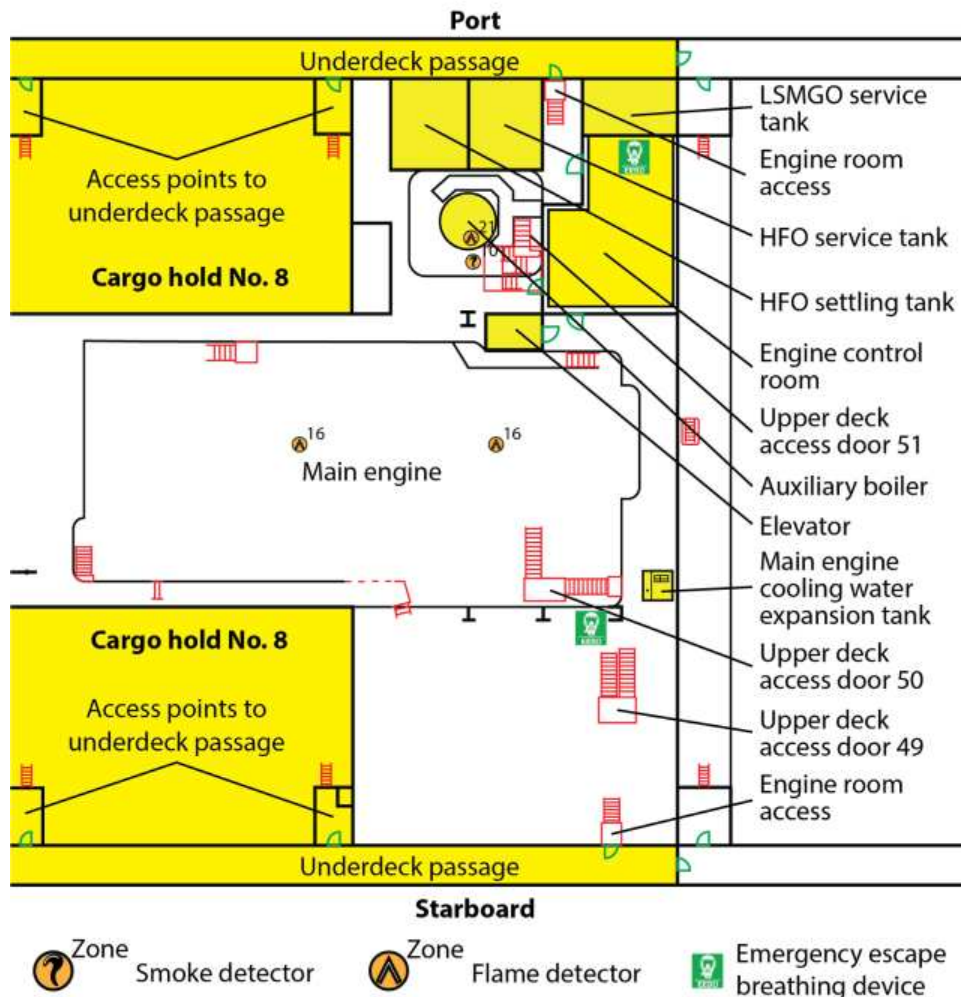 Port
Underdeck passage
Access points to
underdeck passage
Cargo hold No. 8
LSMGO service
tank
Engine room
access
HFO service tank
HFO settling tank
Engine control
room
Upper deck
access door 51
Auxiliary boiler
Elevator
Main engine
cooling water
expansion tank
Upper deck
access door 50
Upper deck
access door 49
Engine room
access
21
10
16
16
Main engine
Cargo hold No. 8
Access points to
underdeck passage
Underdeck passage
Starboard
Zone
Smoke detector
Zone
Flame detector
Emergency escape
breathing device